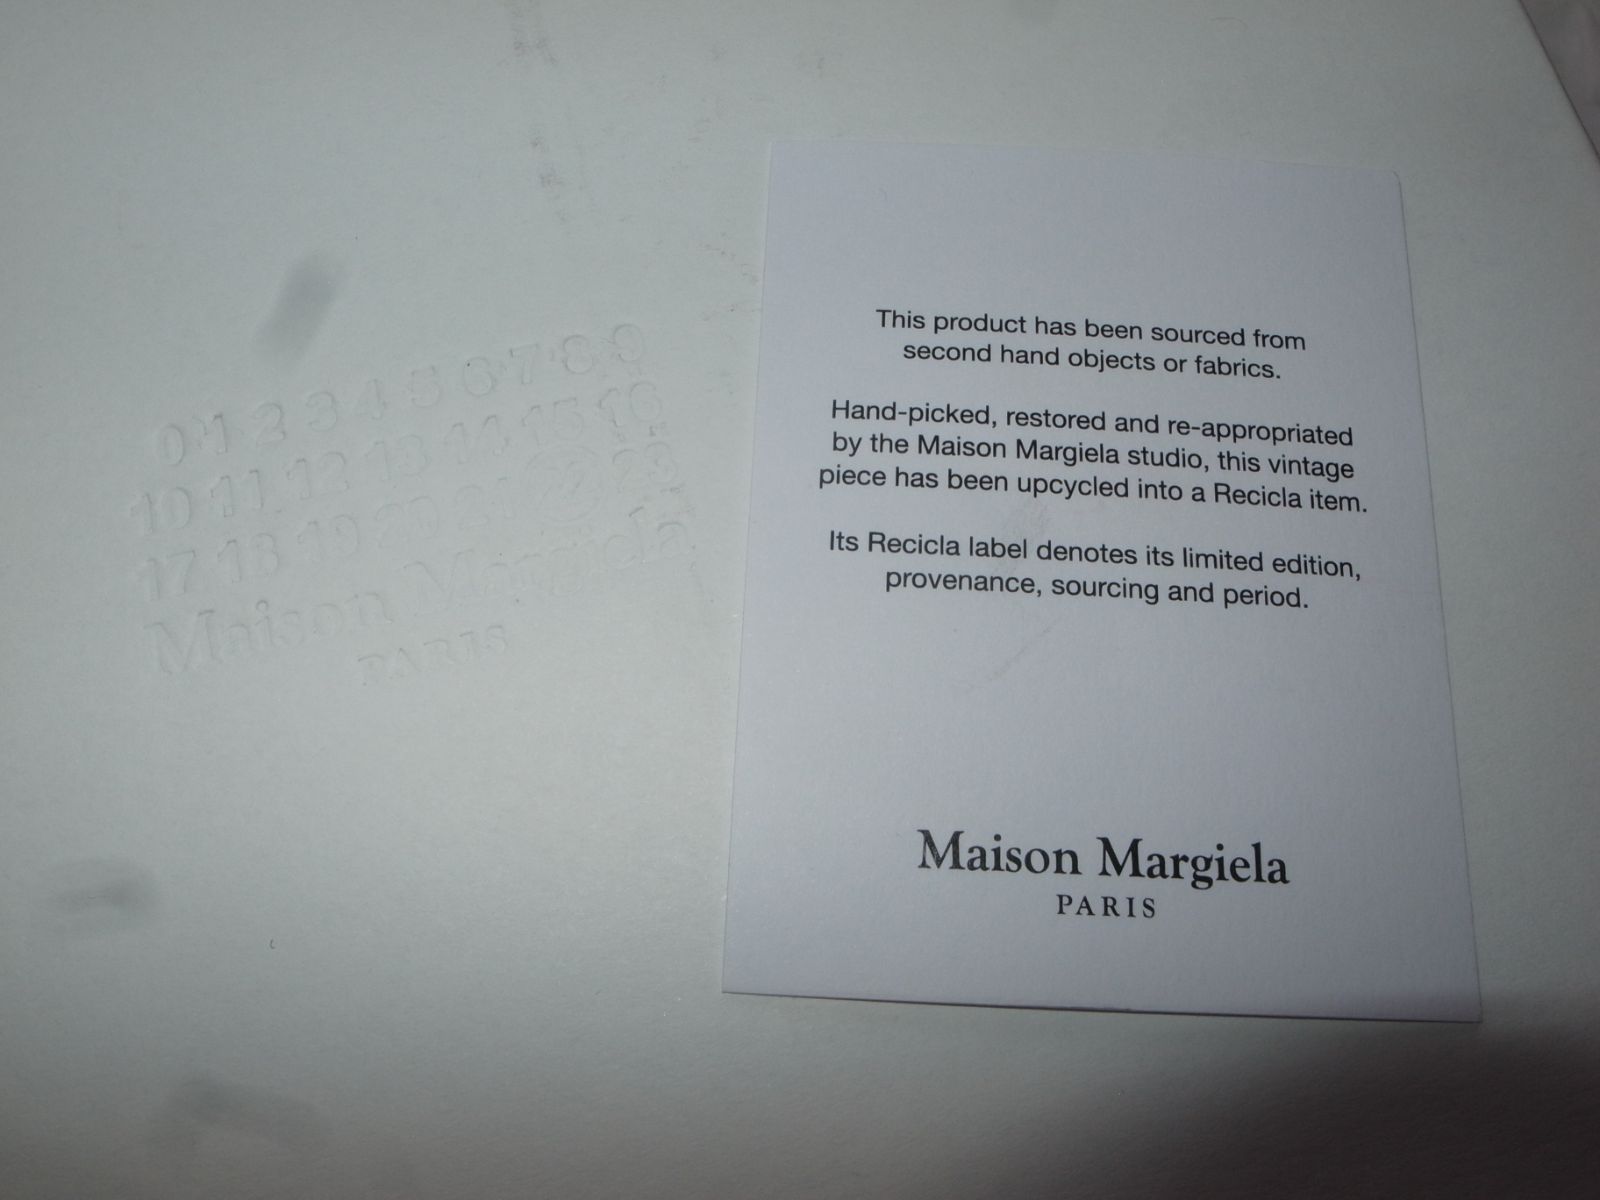 0 1 2 3 4 5 6 7 8 9
10 11 12 13 14 15 16
17 18 19 20 21 22 23
Maison Margiela
PARIS
This product has been sourced from
second hand objects or fabrics.
Hand-picked, restored and re-appropriated
by the Maison Margiela studio, this vintage
piece has been upcycled into a Recicla item.
Its Recicla label denotes its limited edition,
provenance, sourcing and period.
Maison Margiela
PARIS